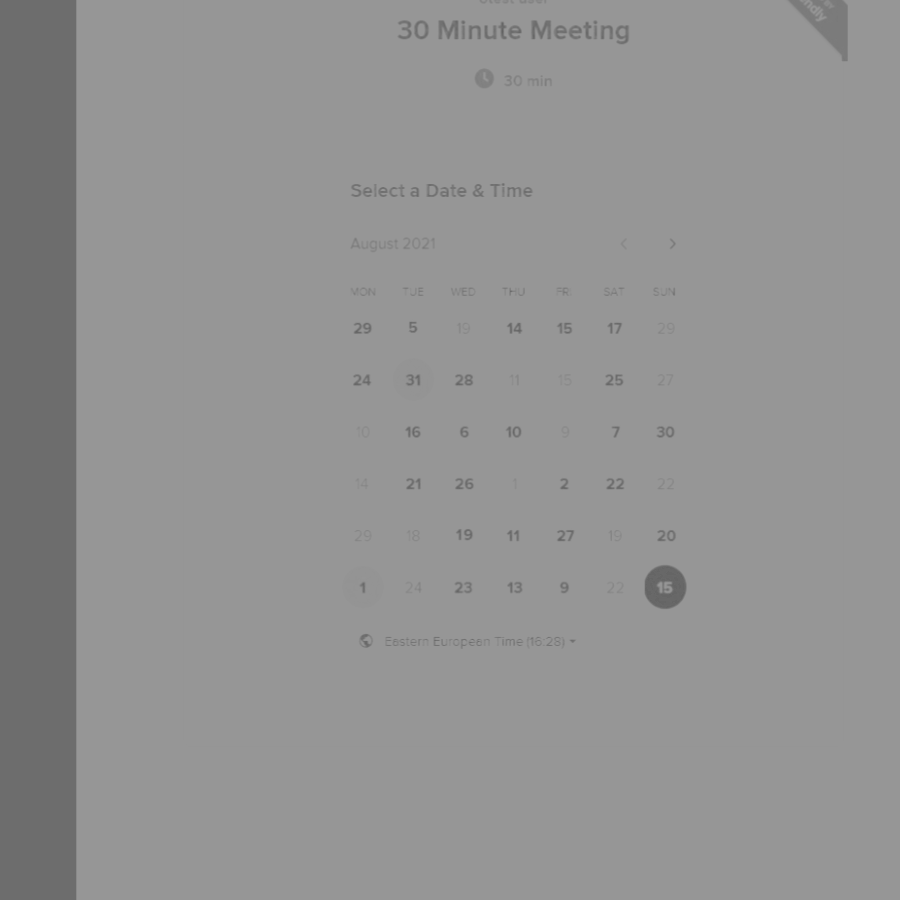 30 Minute Meeting
30 min
Select a Date & Time
August 2021
MON TUE WED THU FRI SAT SUN
29 5 19 14 15 17 29
24 31 28 11 15 25 27
10 16 6 10 9 7 30
14 21 26 1 2 22 22
29 18 19 11 27 19 20
1 24 23 13 9 22 15
Eastern European Time (16:28)